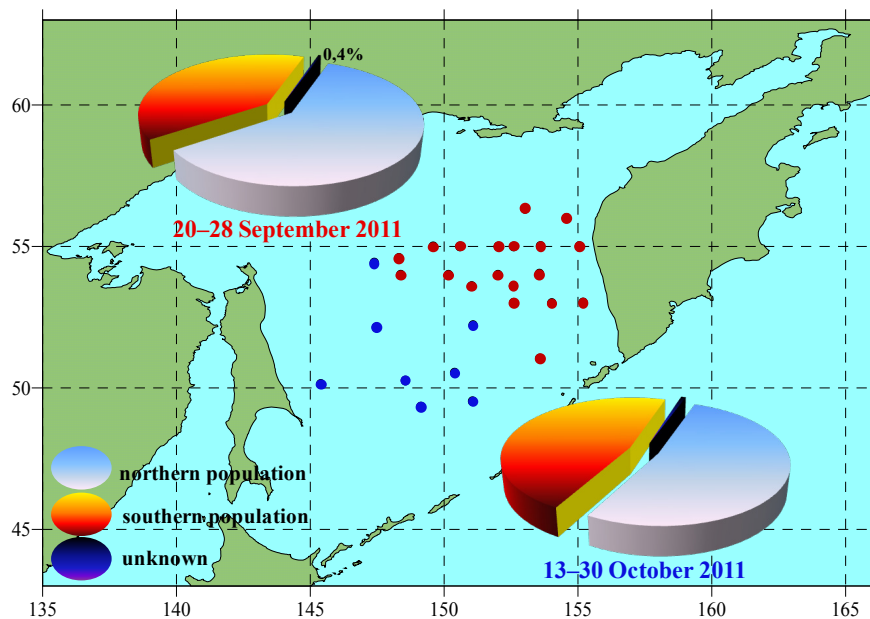 0,4%
60
20–28 September 2011
55
50
northern population
southern population
unknown
45
13–30 October 2011
135 140 145 150 155 160 165